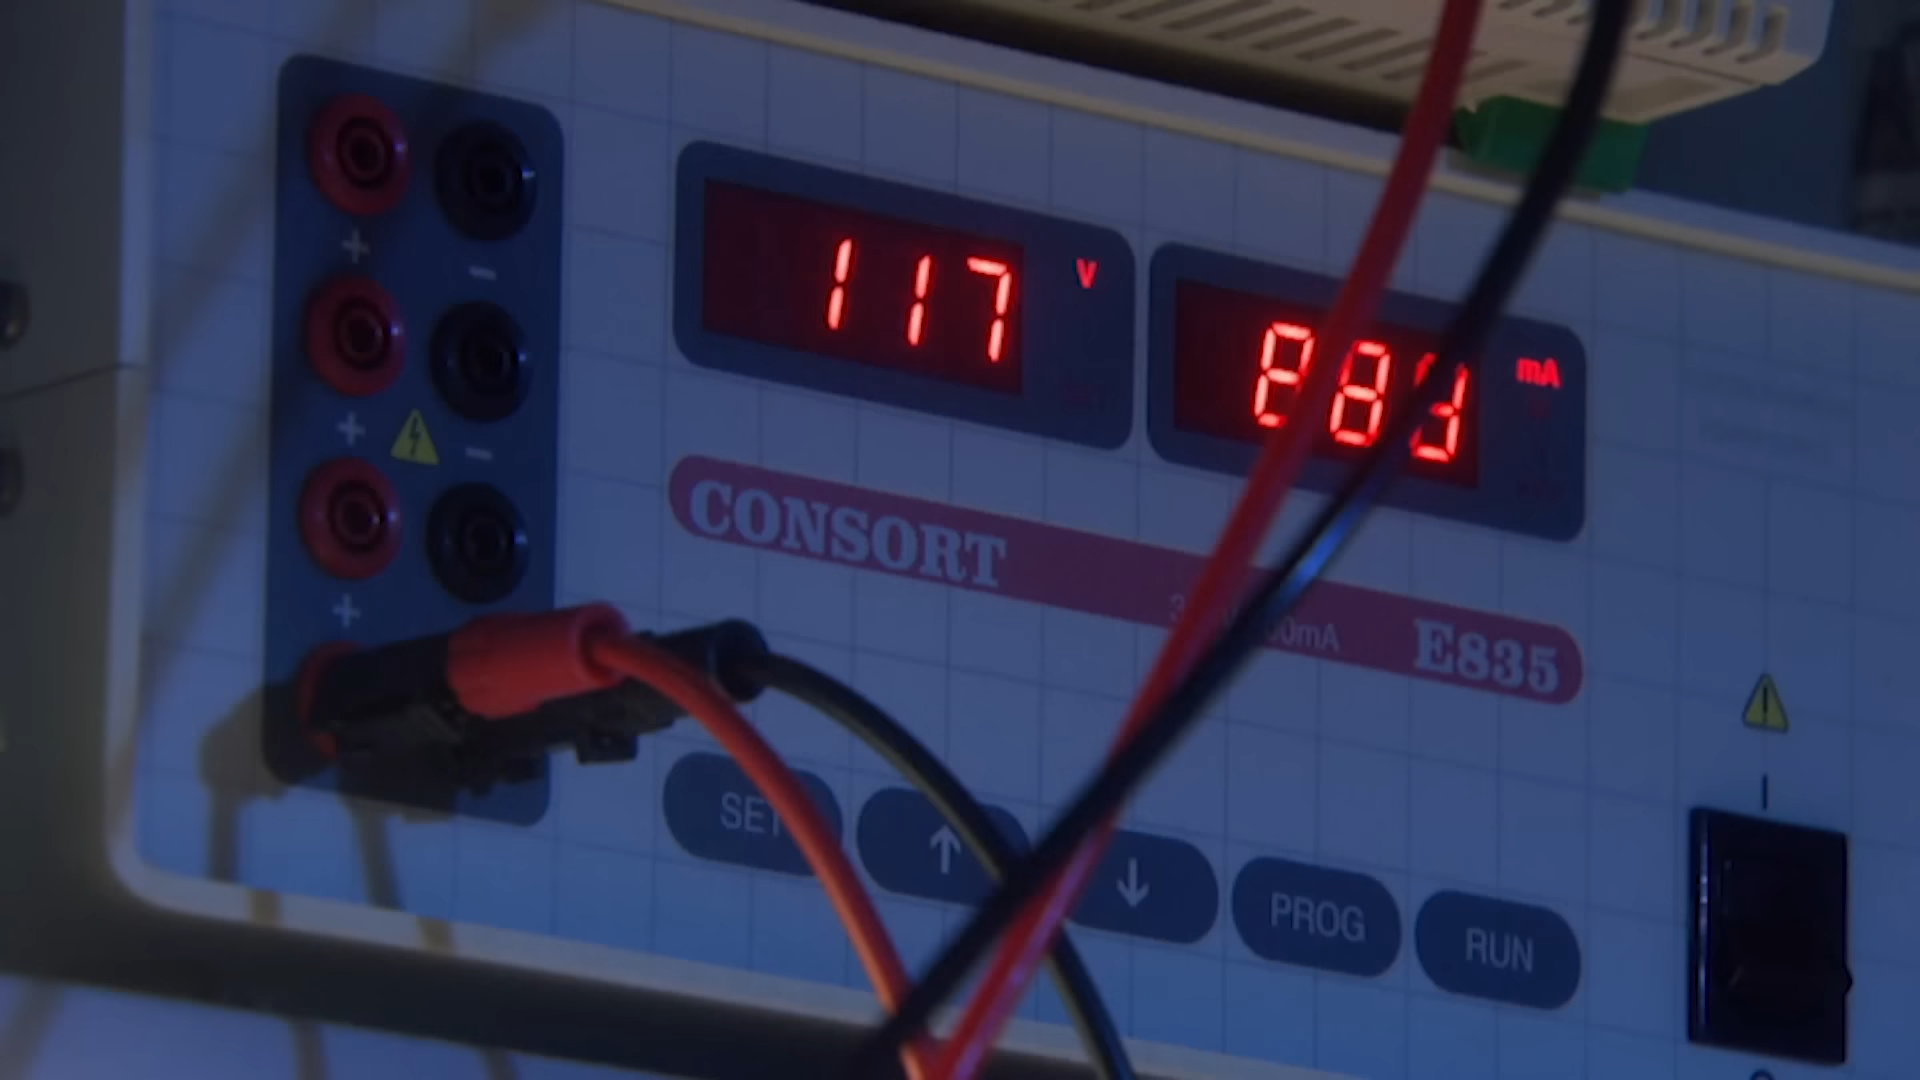 117 V
mA
CONSORT
E835
SET
PROG
RUN